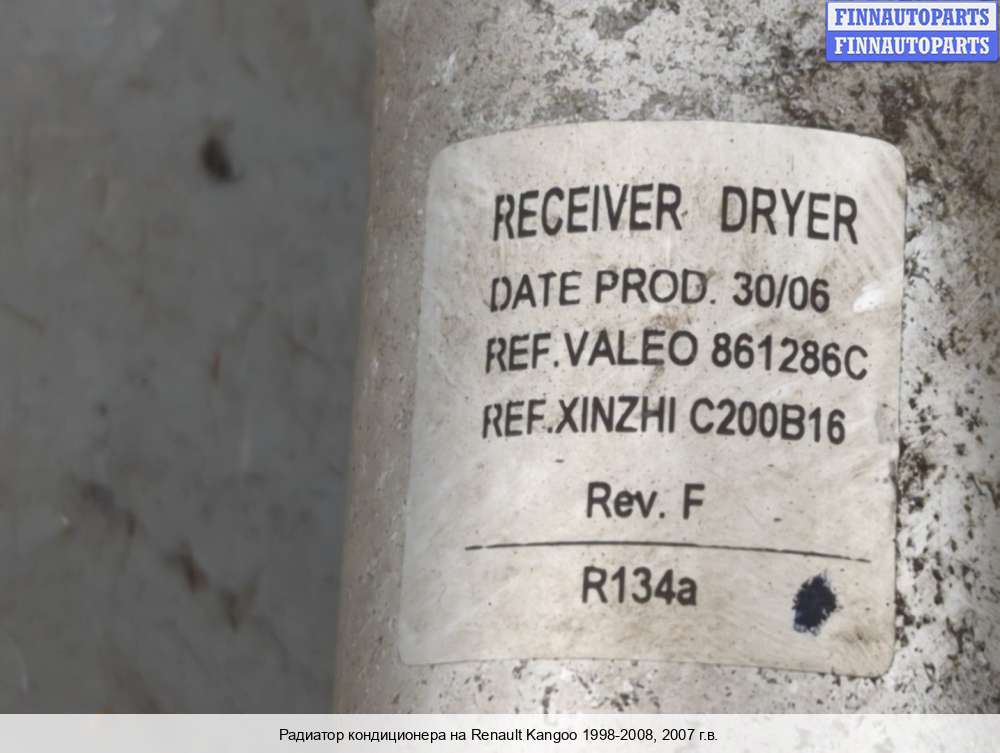 FINNAUTOPARTS
FINNAUTOPARTS
RECEIVER DRYER
DATE PROD. 30/06
REF.VALEO 861286C
REF.XINZHI C200B16
Rev. F
R134a
Радиатор кондиционера на Renault Kangoo 1998-2008, 2007 г.в.